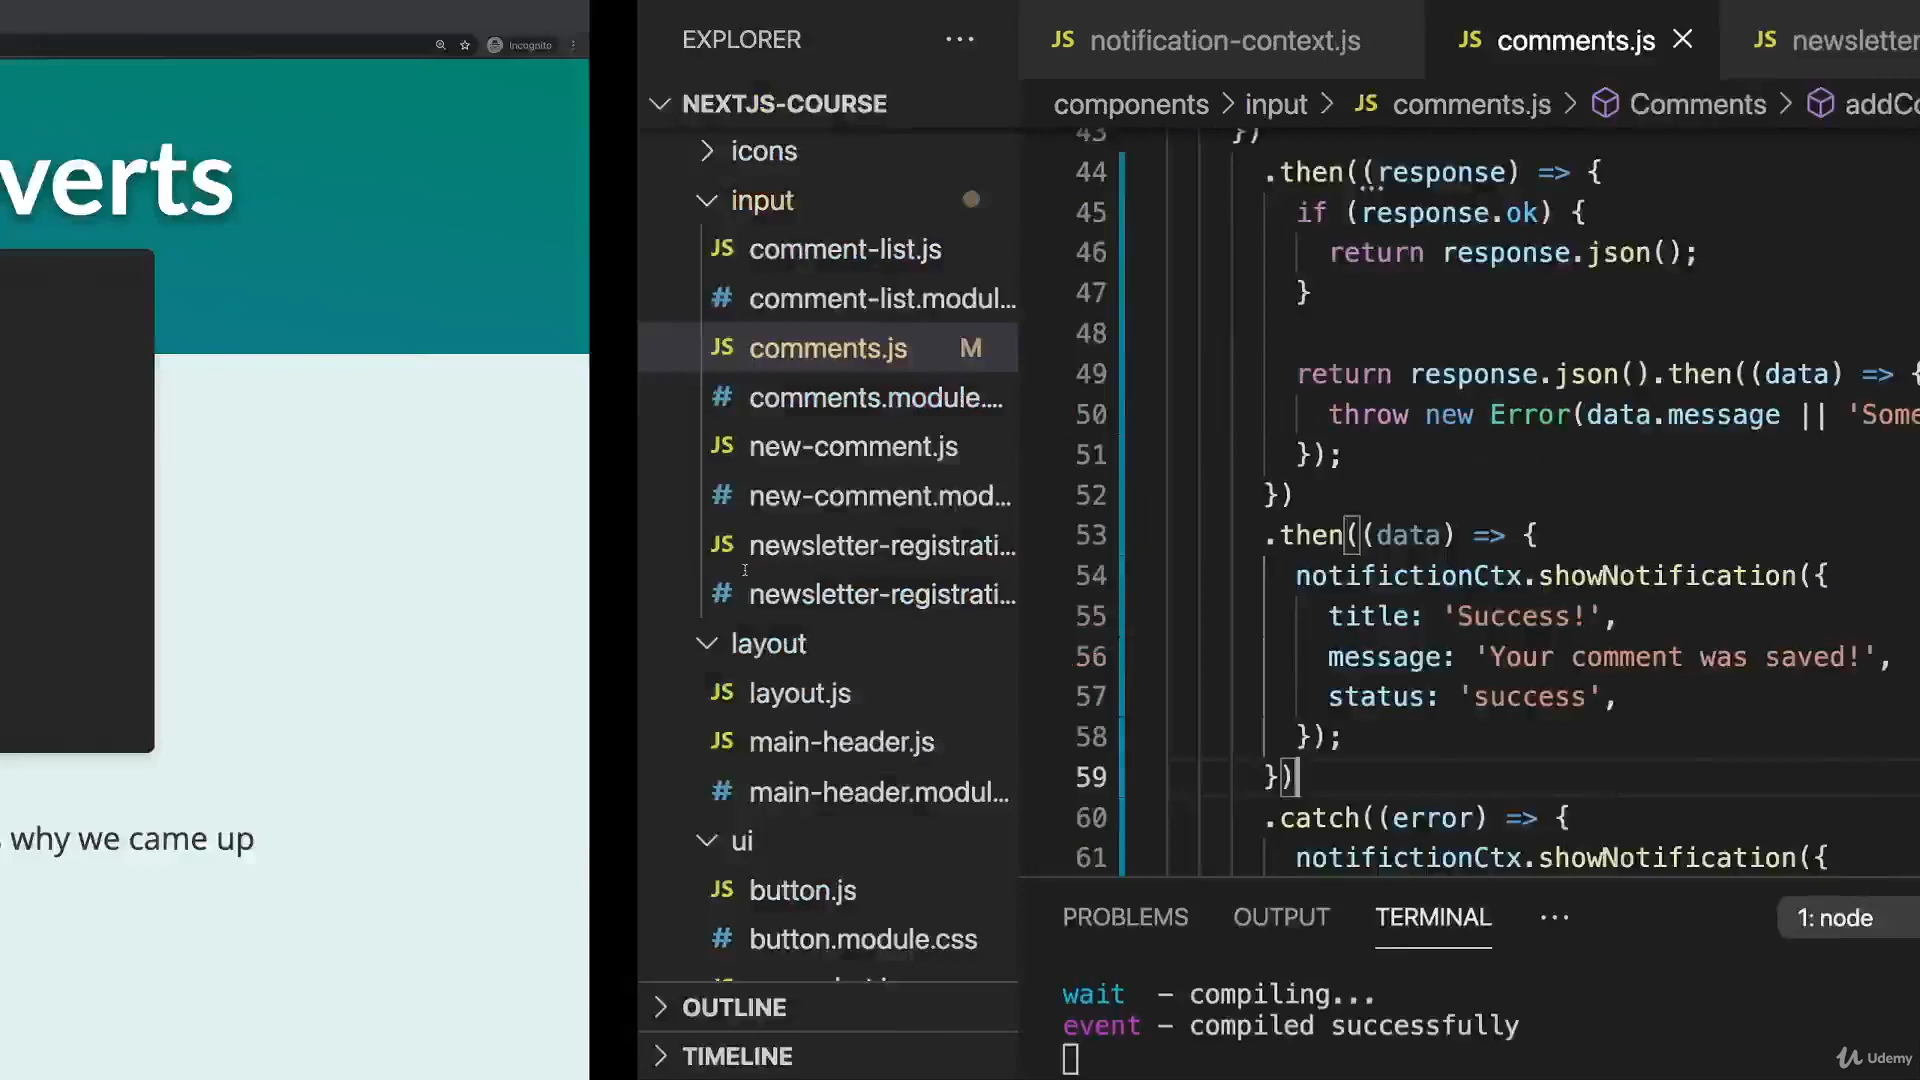 Incognito
verts
why we came up
EXPLORER
NEXTJS-COURSE
icons
input
JS comment-list.js
# comment-list.modul...
JS comments.js M
# comments.module....
JS new-comment.js
# new-comment.mod...
JS newsletter-registrati...
# newsletter-registrati...
layout
JS layout.js
JS main-header.js
# main-header.modul...
ui
JS button.js
# button.module.css
OUTLINE
TIMELINE
JS notification-context.js
JS comments.js
JS newsletter
components > input > JS comments.js > Comments > addCo
43 })
44 .then((response) => {
45 if (response.ok) {
46 return response.json();
47 }
48
49 return response.json().then((data) => {
50 throw new Error(data.message || 'Some
51 });
52 })
53 .then((data) => {
54 notifictionCtx.showNotification({
55 title: 'Success!',
56 message: 'Your comment was saved!',
57 status: 'success',
58 });
59 })
60 .catch((error) => {
61 notifictionCtx.showNotification({
PROBLEMS OUTPUT TERMINAL ... 1: node
wait – compiling...
event – compiled successfully
Udemy